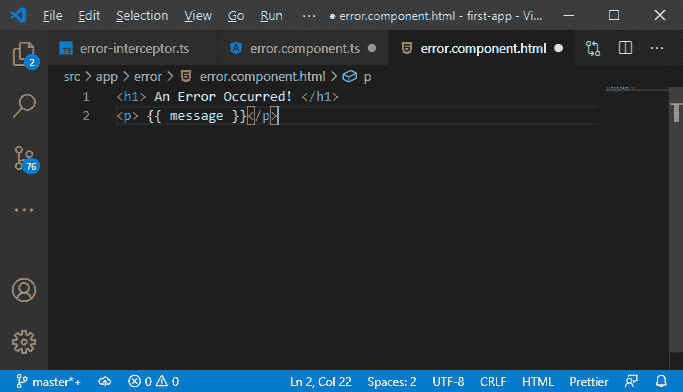 File Edit Selection View Go Run ··· ● error.component.html - first-app - Vi...
error-interceptor.ts error.component.ts ● error.component.html ● ···
src > app > error > error.component.html > p
1 <h1> An Error Occurred! </h1>
2 <p> {{ message }}</p>
2
76
master*+ 0 0 Ln 2, Col 22 Spaces: 2 UTF-8 CRLF HTML Prettier